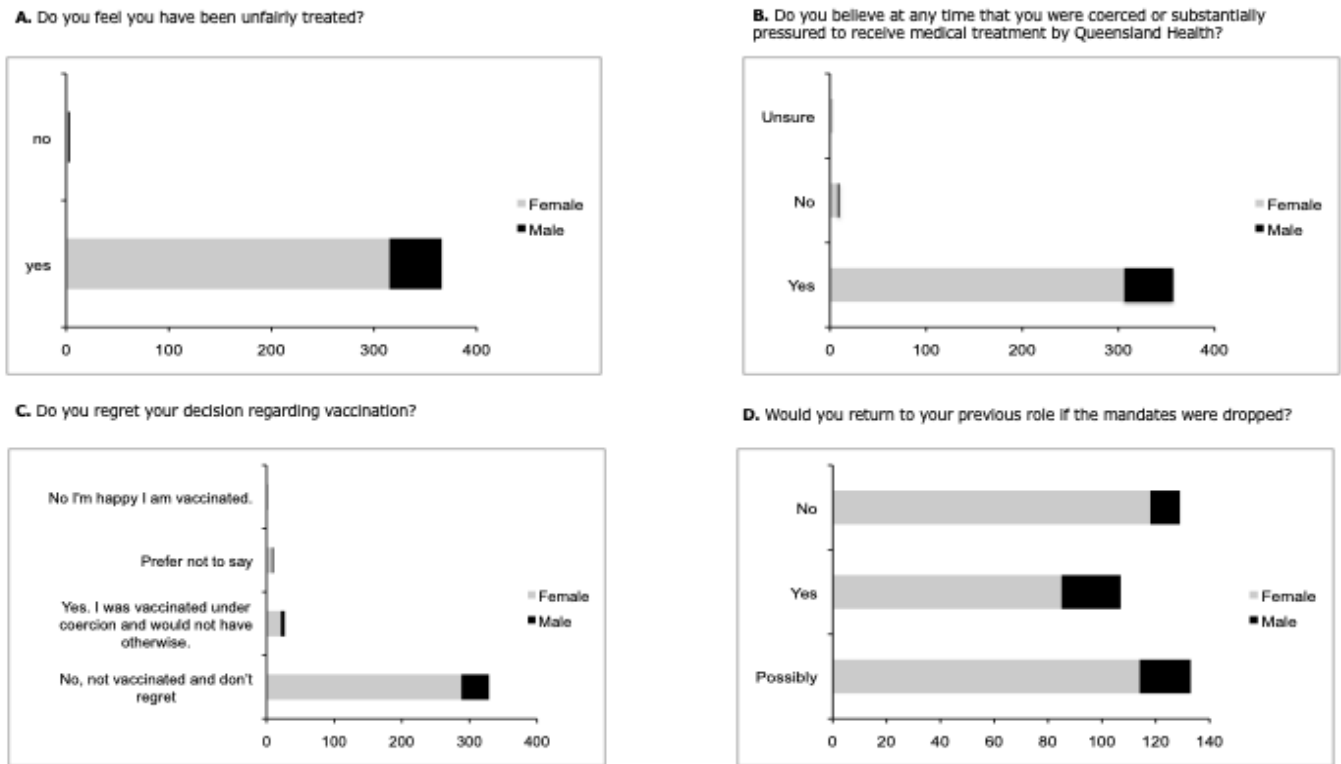 A. Do you feel you have been unfairly treated?
no
yes
0 100 200 300 400
Female
Male
B. Do you believe at any time that you were coerced or substantially
pressured to receive medical treatment by Queensland Health?
Unsure
No
Yes
0 100 200 300 400
Female
Male
C. Do you regret your decision regarding vaccination?
No I'm happy I am vaccinated.
Prefer not to say
Yes. I was vaccinated under
coercion and would not have
otherwise.
No, not vaccinated and don't
regret
0 100 200 300 400
Female
Male
D. Would you return to your previous role if the mandates were dropped?
No
Yes
Possibly
0 20 40 60 80 100 120 140
Female
Male